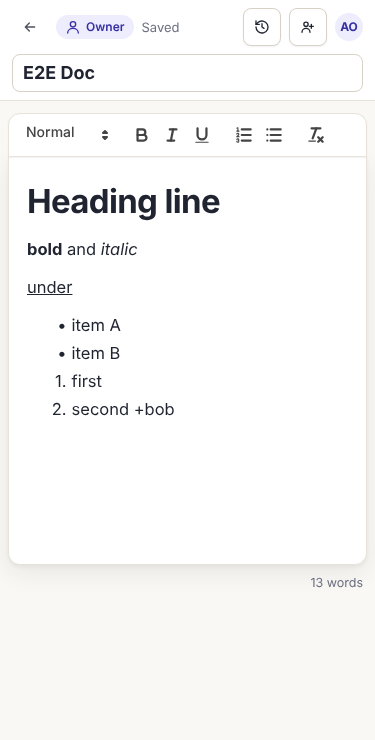 Owner Saved AO
E2E Doc
Normal B I U
Heading line
bold and italic
under
• item A
• item B
1. first
2. second +bob
13 words